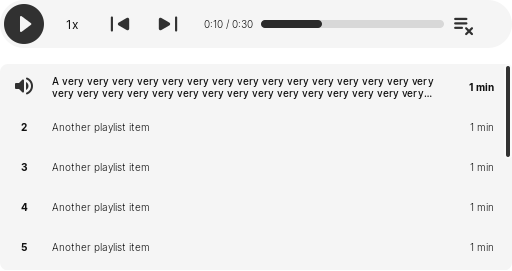 1x
0:10 / 0:30
A very very very very very very very very very very very very very very very
very very very very very very very very very very very very very very very...
1 min
2 Another playlist item 1 min
3 Another playlist item 1 min
4 Another playlist item 1 min
5 Another playlist item 1 min